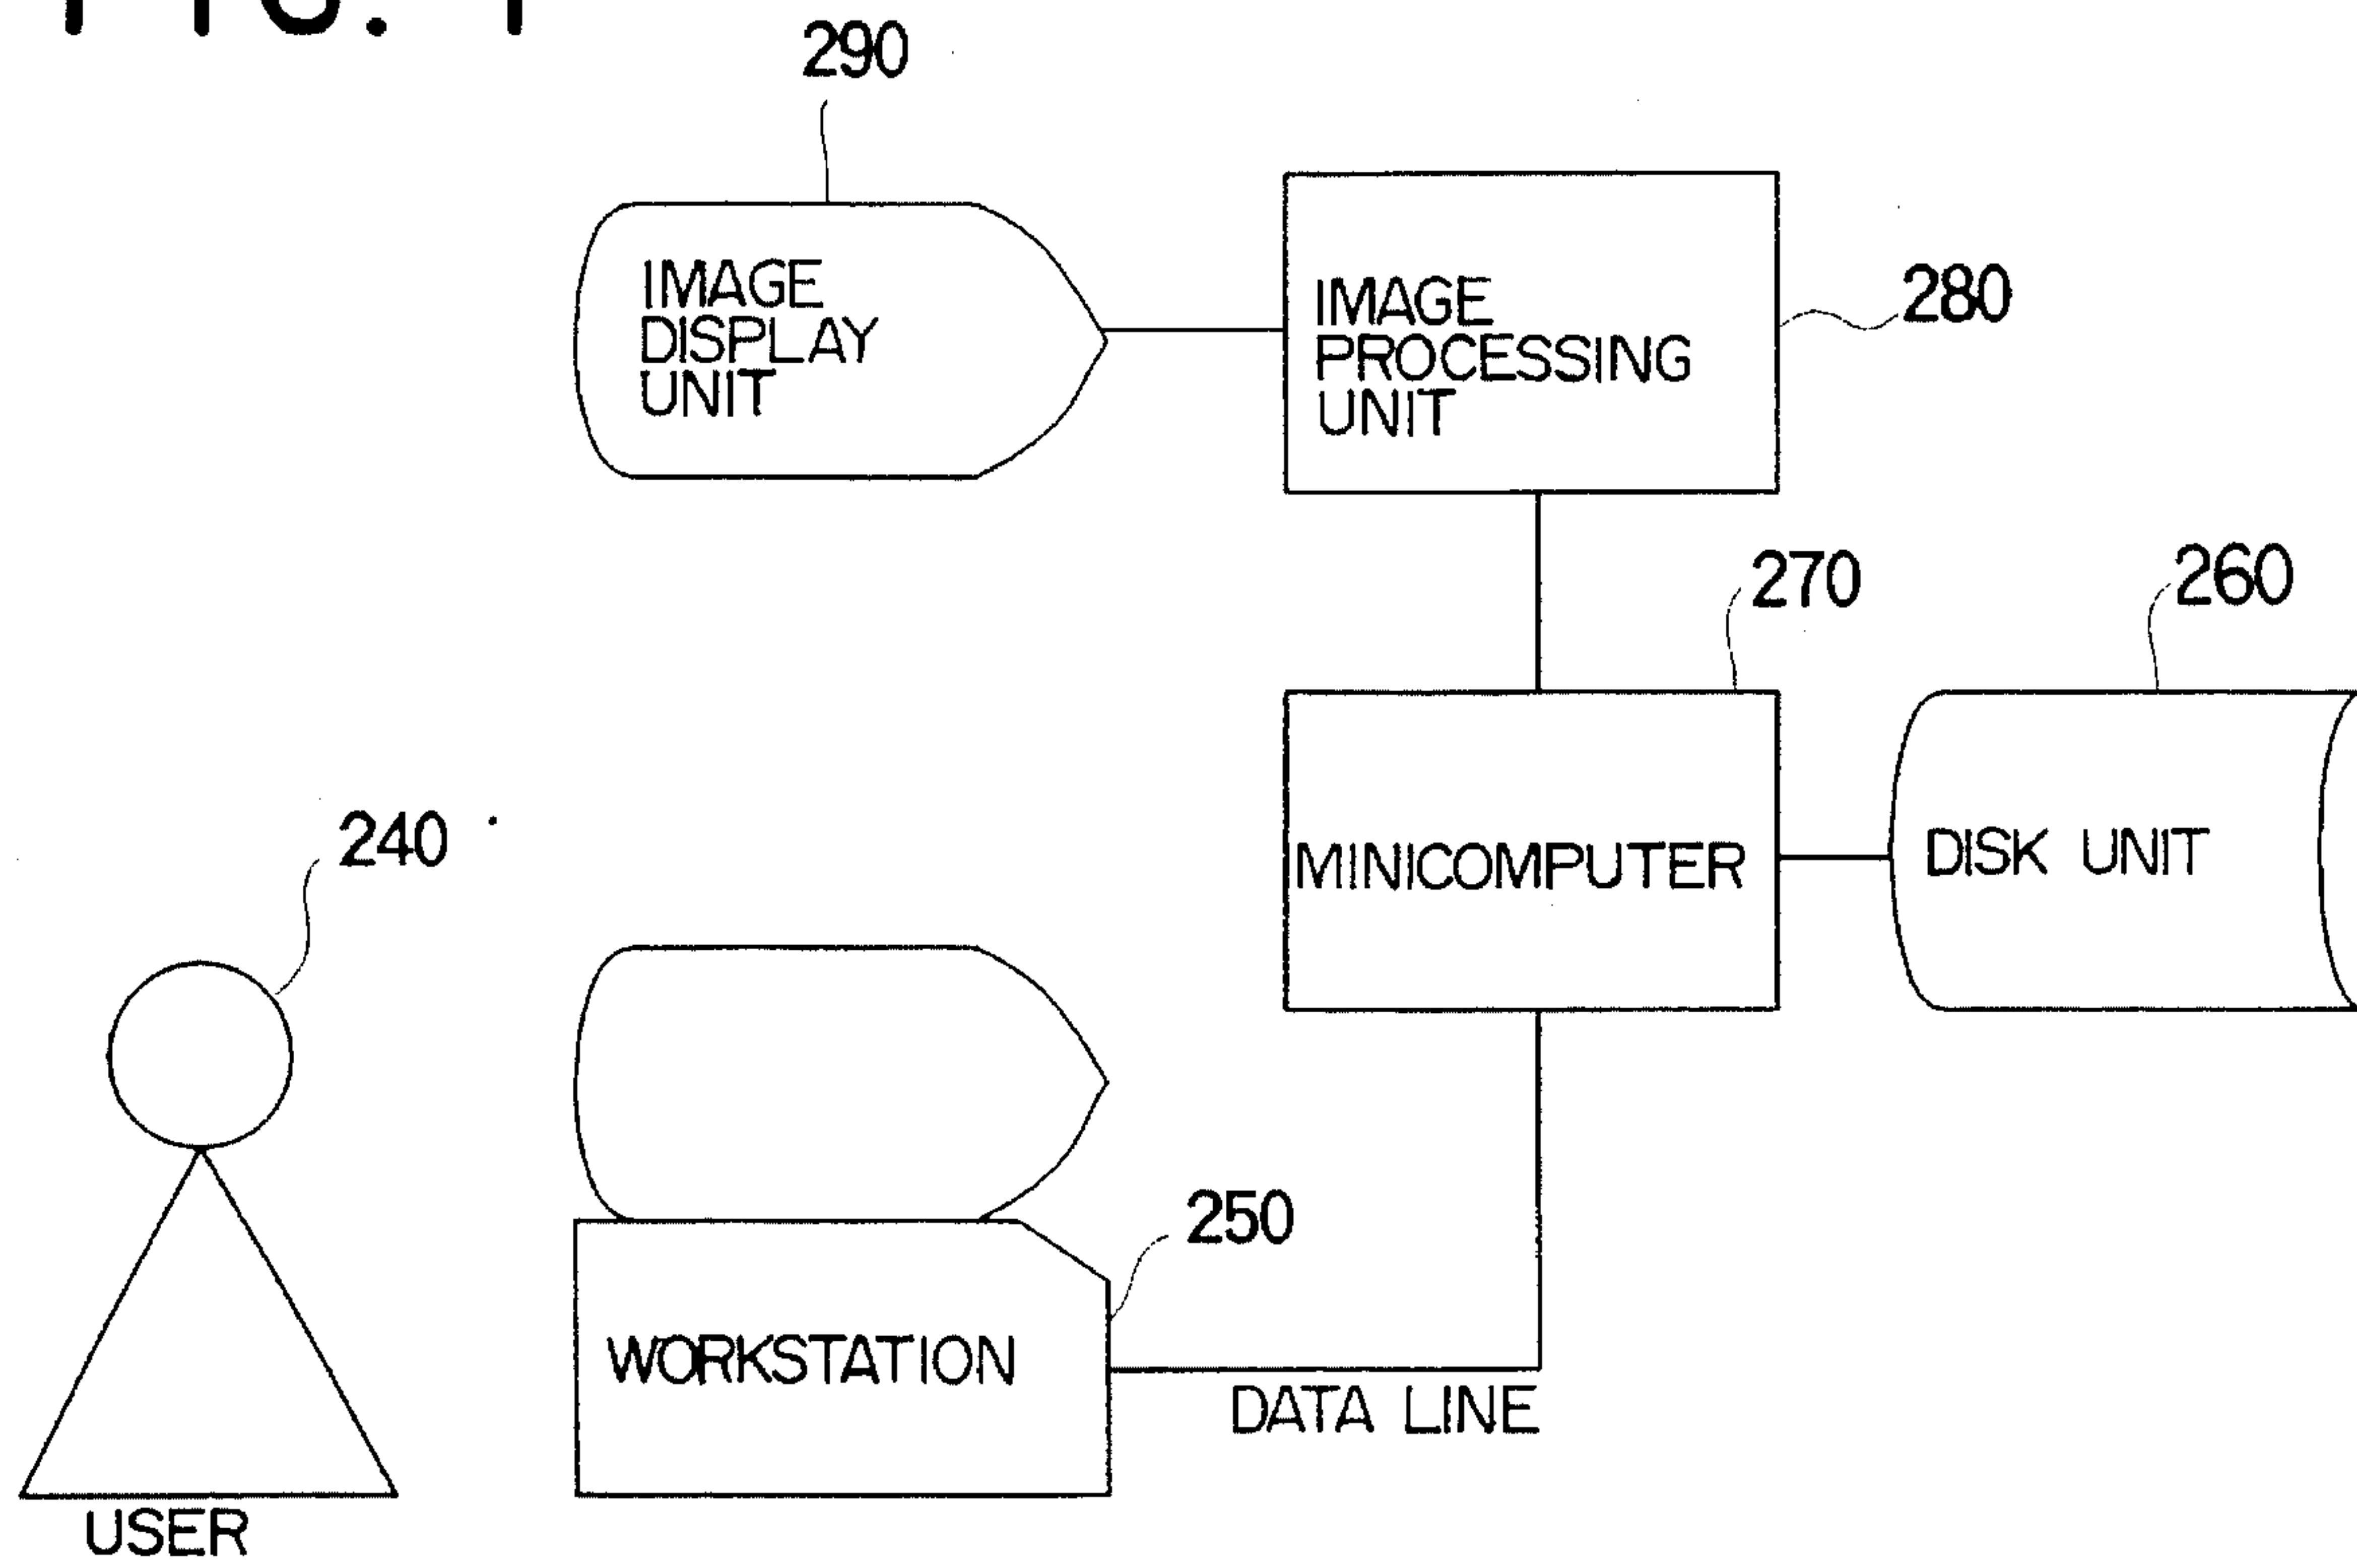 FIG.
290
IMAGE
DISPLAY
UNIT
IMAGE
PROCESSING
UNIT
280
270
260
MINICOMPUTER
DISK UNIT
240
250
WORKSTATION
DATA LINE
USER